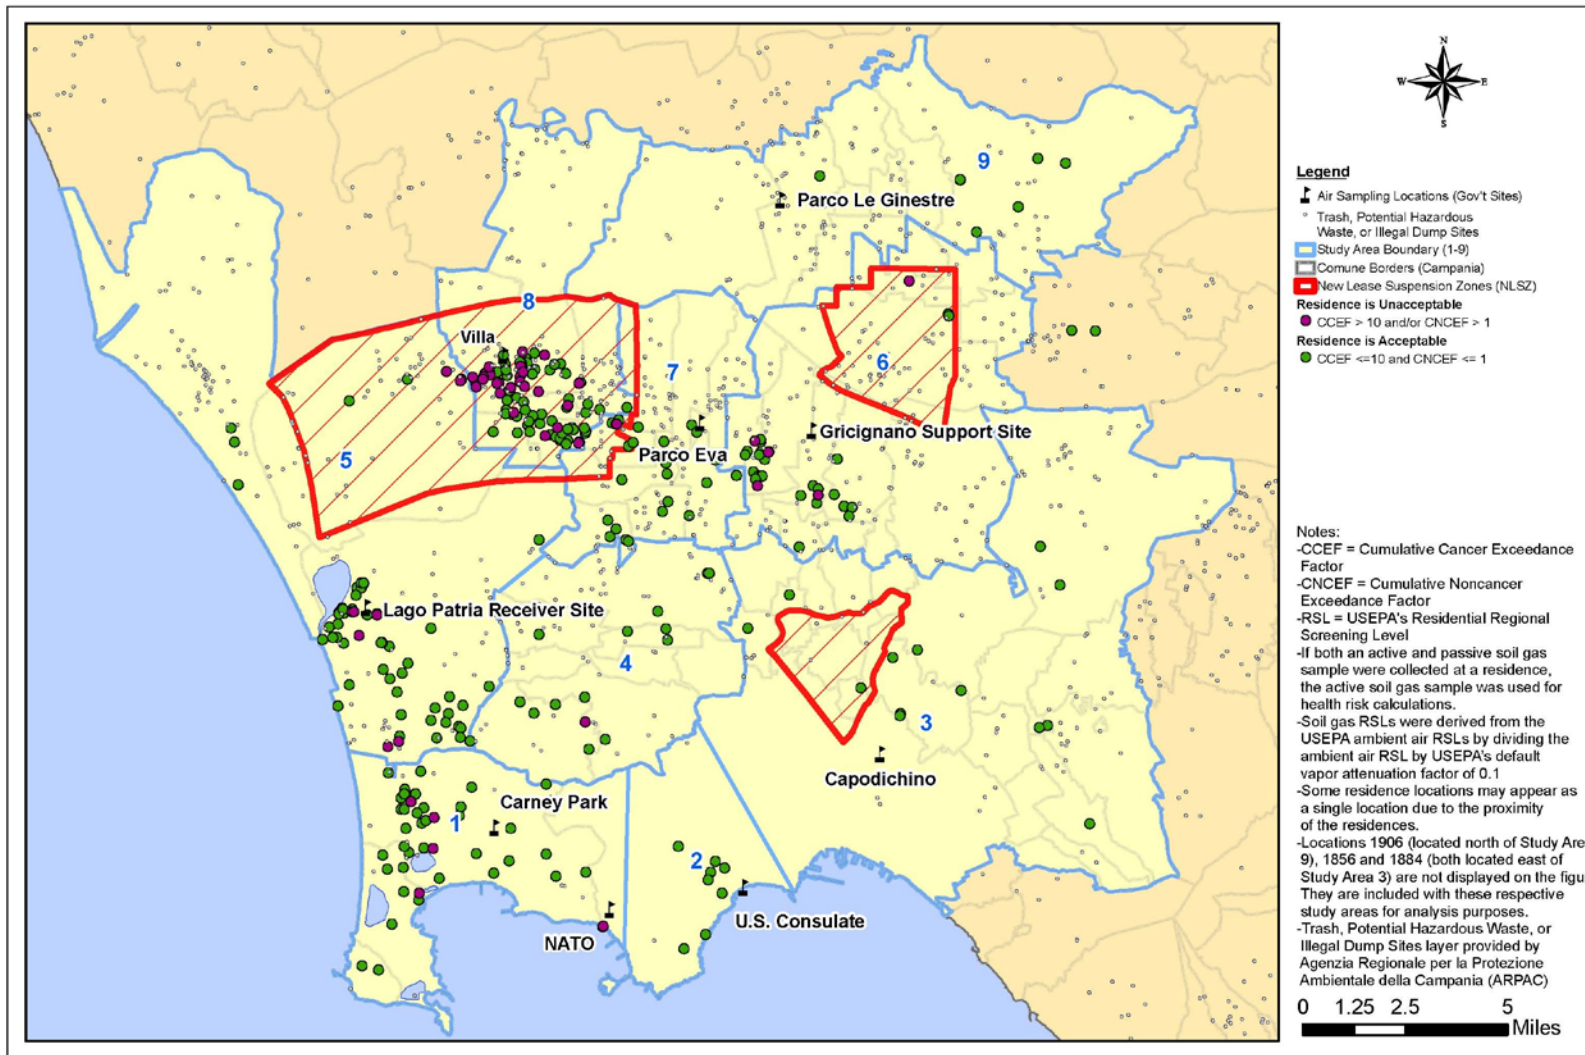 9
Parco Le Ginestre
8
Villa
7
6
Gricignano Support Site
Parco Eva
5
Lago Patria Receiver Site
4
3
Capodichino
Carney Park
1
2
U.S. Consulate
NATO
N
W
E
S
Legend
Air Sampling Locations (Gov't Sites)
Trash, Potential Hazardous
Waste, or Illegal Dump Sites
Study Area Boundary (1-9)
Comune Borders (Campania)
New Lease Suspension Zones (NLSZ)
Residence is Unacceptable
CCEF > 10 and/or CNCEF > 1
Residence is Acceptable
CCEF <=10 and CNCEF <= 1
Notes:
-CCEF = Cumulative Cancer Exceedance
Factor
-CNCEF = Cumulative Noncancer
Exceedance Factor
-RSL = USEPA's Residential Regional
Screening Level
-If both an active and passive soil gas
sample were collected at a residence,
the active soil gas sample was used for
health risk calculations.
-Soil gas RSLs were derived from the
USEPA ambient air RSLs by dividing the
ambient air RSL by USEPA's default
vapor attenuation factor of 0.1
-Some residence locations may appear as
a single location due to the proximity
of the residences.
-Locations 1906 (located north of Study Are
9), 1856 and 1884 (both located east of
Study Area 3) are not displayed on the figu
They are included with these respective
study areas for analysis purposes.
-Trash, Potential Hazardous Waste, or
Illegal Dump Sites layer provided by
Agenzia Regionale per la Protezione
Ambientale della Campania (ARPAC)
0 1.25 2.5 5
Miles